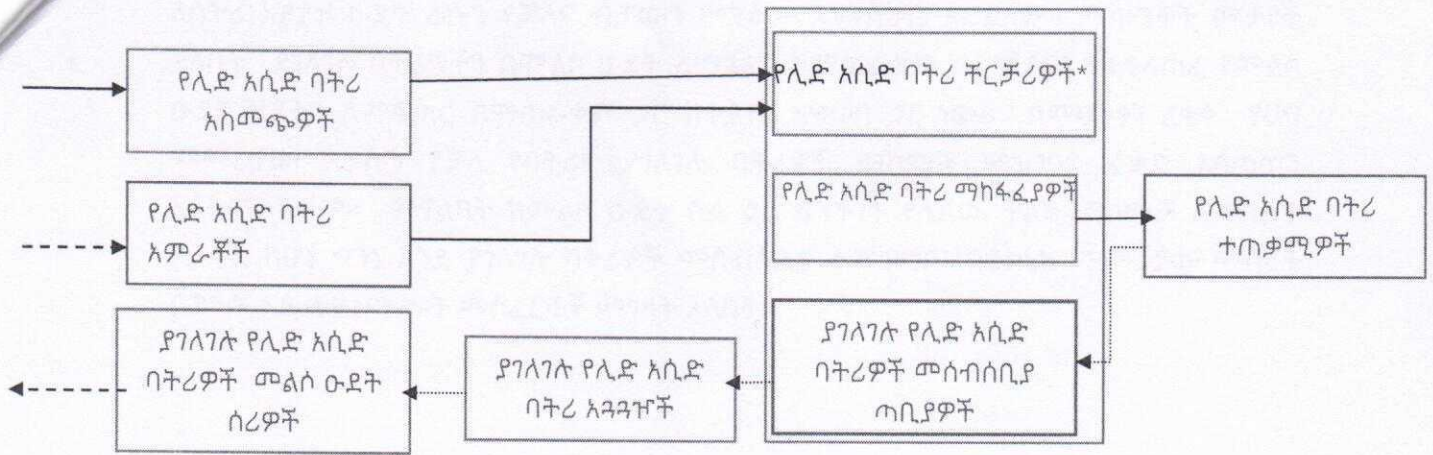 የሊድ አሲድ ባትሪ
አስመጮዎች
የሊድ አሲድ ባትሪ ቸርቻሪዎች*
የሊድ አሲድ ባትሪ
አምራቾች
የሊድ አሲድ ባትሪ ማከፋፈያዎች
የሊድ አሲድ ባትሪ
ተጠቃሚዎች
ያገለገሉ የሊድ አሲድ
ባትሪዎች መልሶ ዑደት
ሰሪዎች
ያገለገሉ የሊድ አሲድ
ባትሪ አጓጓዦች
ያገለገሉ የሊድ አሲድ
ባትሪዎች መሰብሰቢያ
ጣቢያዎች